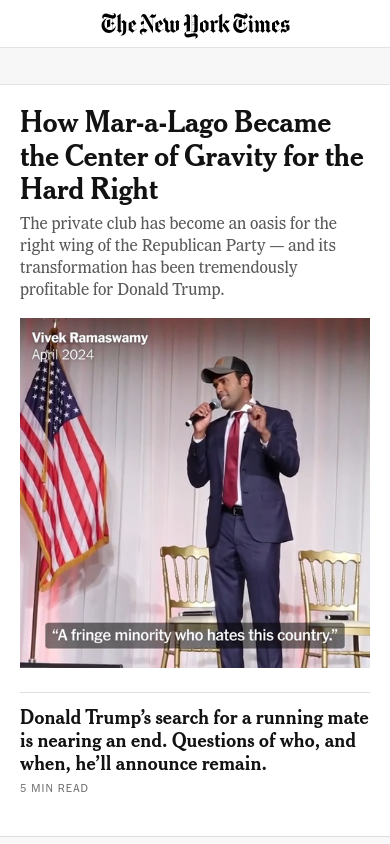 The New York Times
How Mar-a-Lago Became
the Center of Gravity for the
Hard Right
The private club has become an oasis for the
right wing of the Republican Party — and its
transformation has been tremendously
profitable for Donald Trump.
Vivek Ramaswamy
April 2024
“A fringe minority who hates this country.”
Donald Trump’s search for a running mate
is nearing an end. Questions of who, and
when, he’ll announce remain.
5 MIN READ